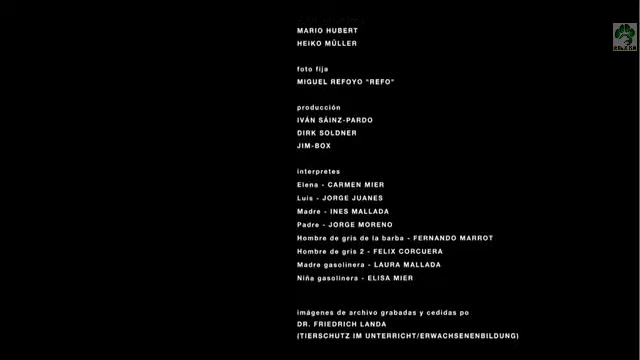 MARIO HUBERT
HEIKO MÜLLER
foto fija
MIGUEL REFOYO "REFO"
producción
IVÁN SÁINZ-PARDO
DIRK SOLDNER
JIM-BOX
interpretes
Elena - CARMEN MIER
Luis - JORGE JUANES
Madre - INES MALLADA
Padre - JORGE MORENO
Hombre de gris de la barba - FERNANDO MARROT
Hombre de gris 2 - FELIX CORCUERA
Madre gasolinera - LAURA MALLADA
Niña gasolinera - ELISA MIER
imágenes de archivo grabadas y cedidas po
DR. FRIEDRICH LANDA
(TIERSCHUTZ IM UNTERRICHT/ERWACHSENENBILDUNG)